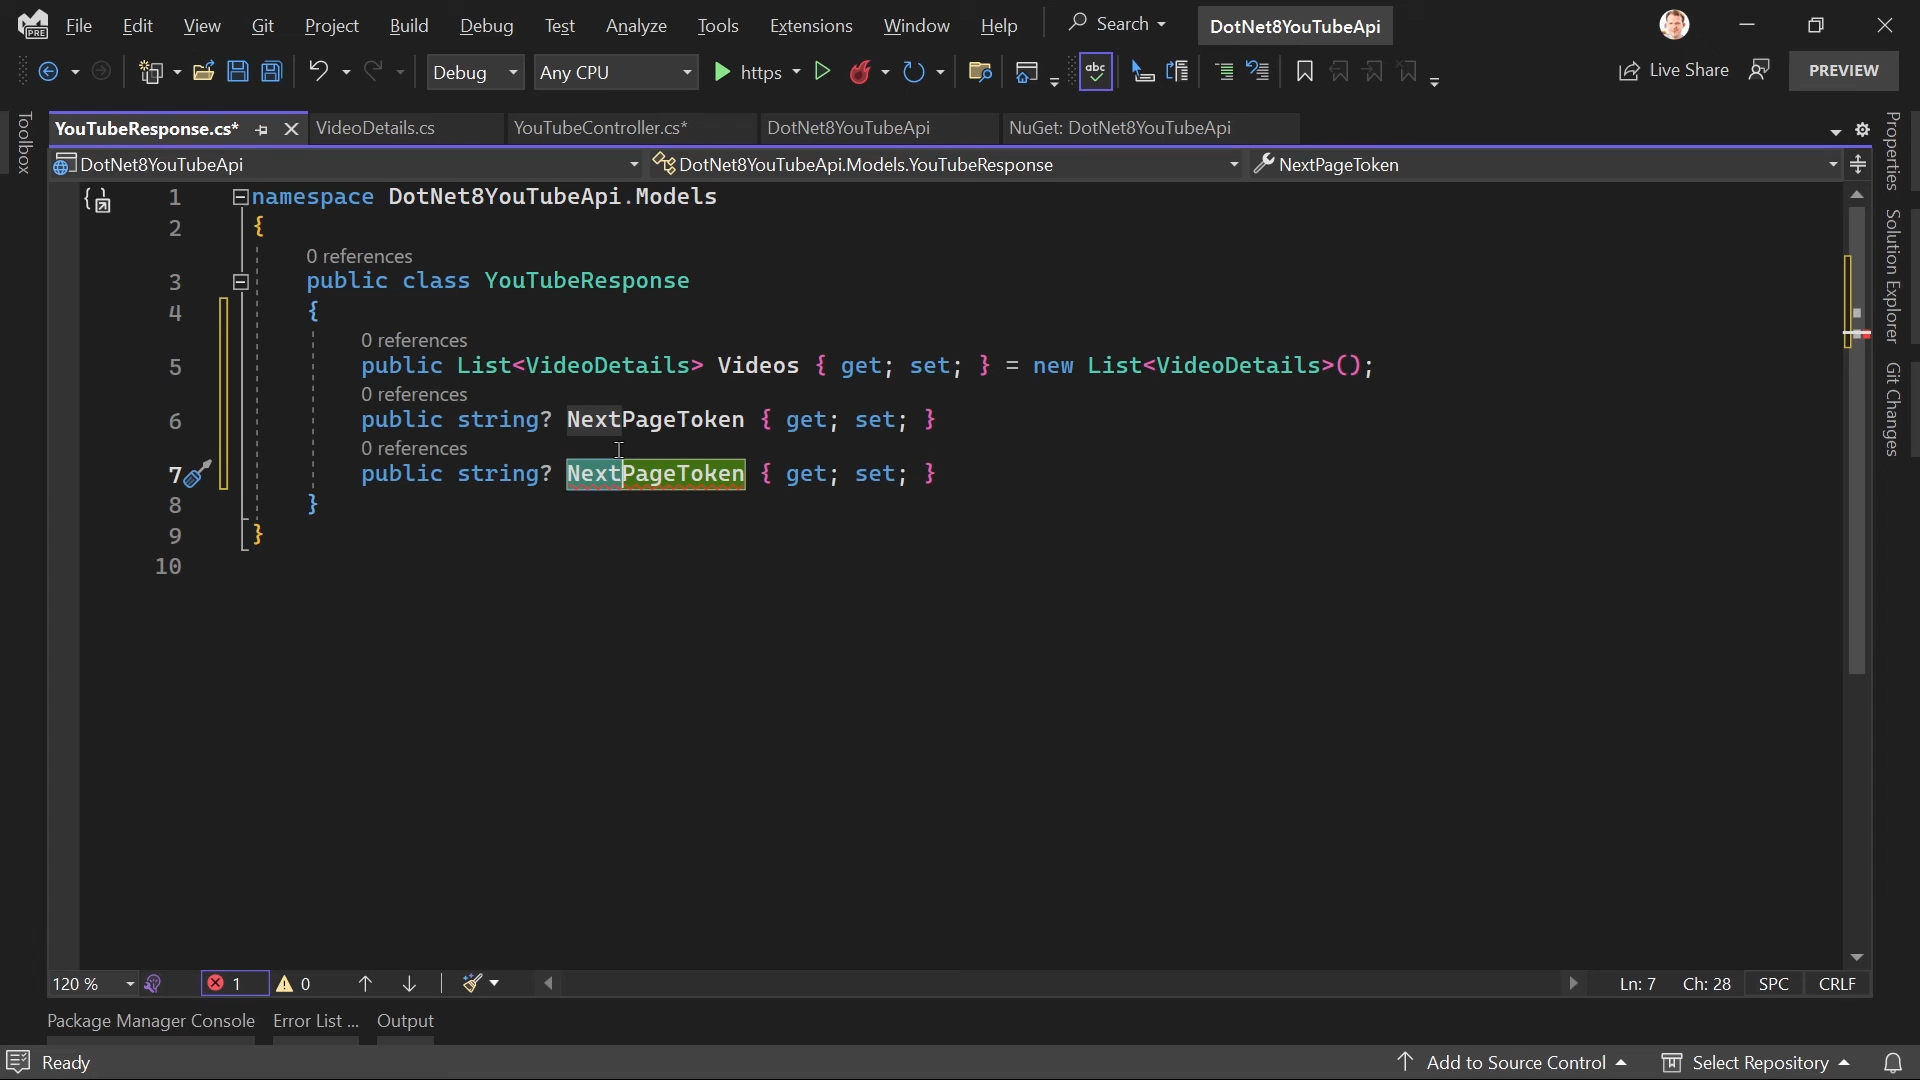 PRE File Edit View Git Project Build Debug Test Analyze Tools Extensions Window Help Search DotNet8YouTubeApi
Debug Any CPU https abc Live Share PREVIEW
Toolbox
YouTubeResponse.cs* VideoDetails.cs YouTubeController.cs* DotNet8YouTubeApi NuGet: DotNet8YouTubeApi
DotNet8YouTubeApi DotNet8YouTubeApi.Models.YouTubeResponse NextPageToken
1 namespace DotNet8YouTubeApi.Models
2 {
0 references
3 public class YouTubeResponse
4 {
0 references
5 public List<VideoDetails> Videos { get; set; } = new List<VideoDetails>();
0 references
6 public string? NextPageToken { get; set; }
0 references
7 public string? NextPageToken { get; set; }
8 }
9 }
10
Properties
Solution Explorer
Git Changes
120 % 1 0 Ln: 7 Ch: 28 SPC CRLF
Package Manager Console Error List ... Output
Ready Add to Source Control Select Repository